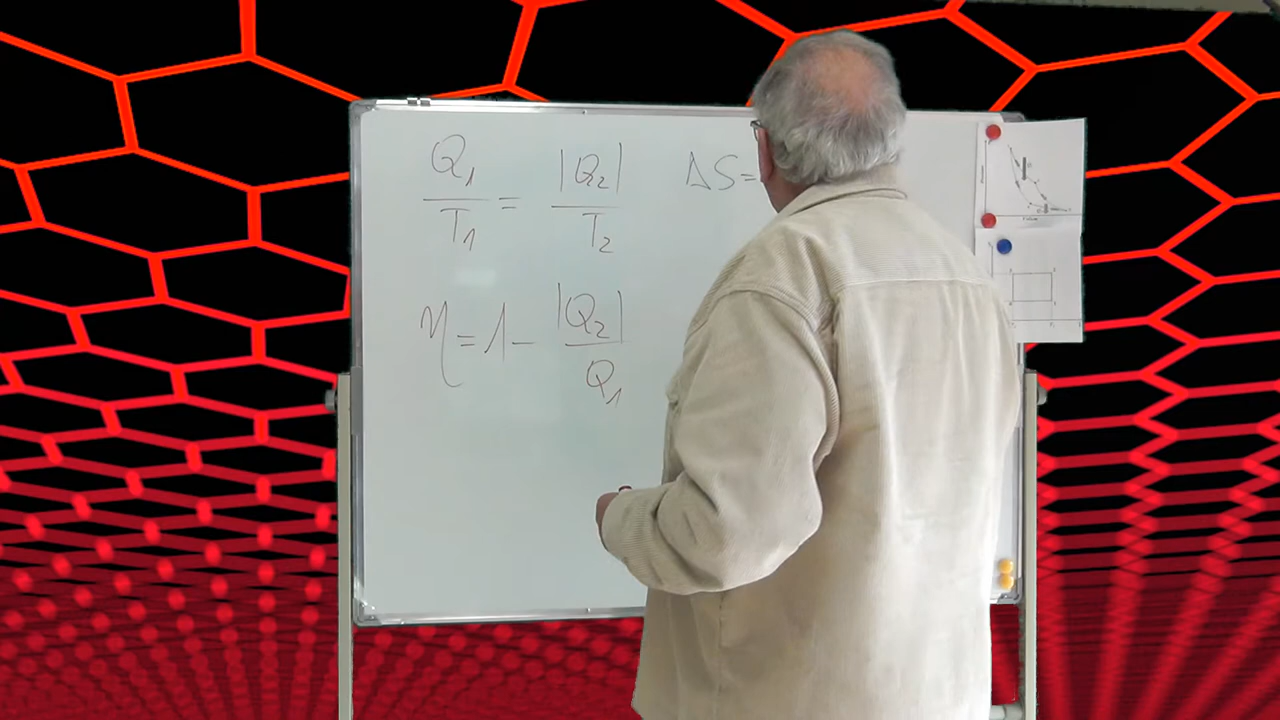 Q₁/T₁ = |Q₂|/T₂
ΔS=
η=1-|Q₂|/Q₁